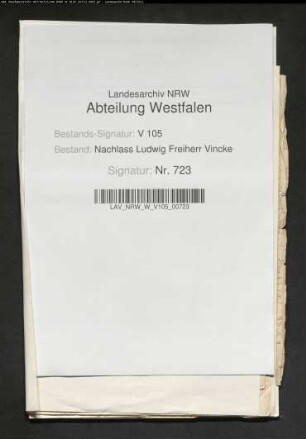 Landesarchiv NRW
Abteilung Westfalen
Bestands-Signatur: V 105
Bestand: Nachlass Ludwig Freiherr Vincke
Signatur: Nr. 723
LAV_NRW_W_V105_00723